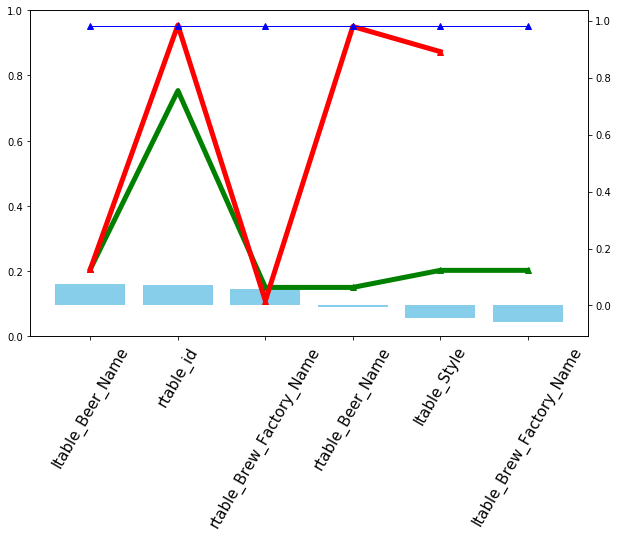 1.0
0.8
0.6
0.4
0.2
0.0
1.0
0.8
0.6
0.4
0.2
0.0
ltable_Beer_Name
rtable_id
rtable_Brew_Factory_Name
rtable_Beer_Name
ltable_Style
ltable_Brew_Factory_Name